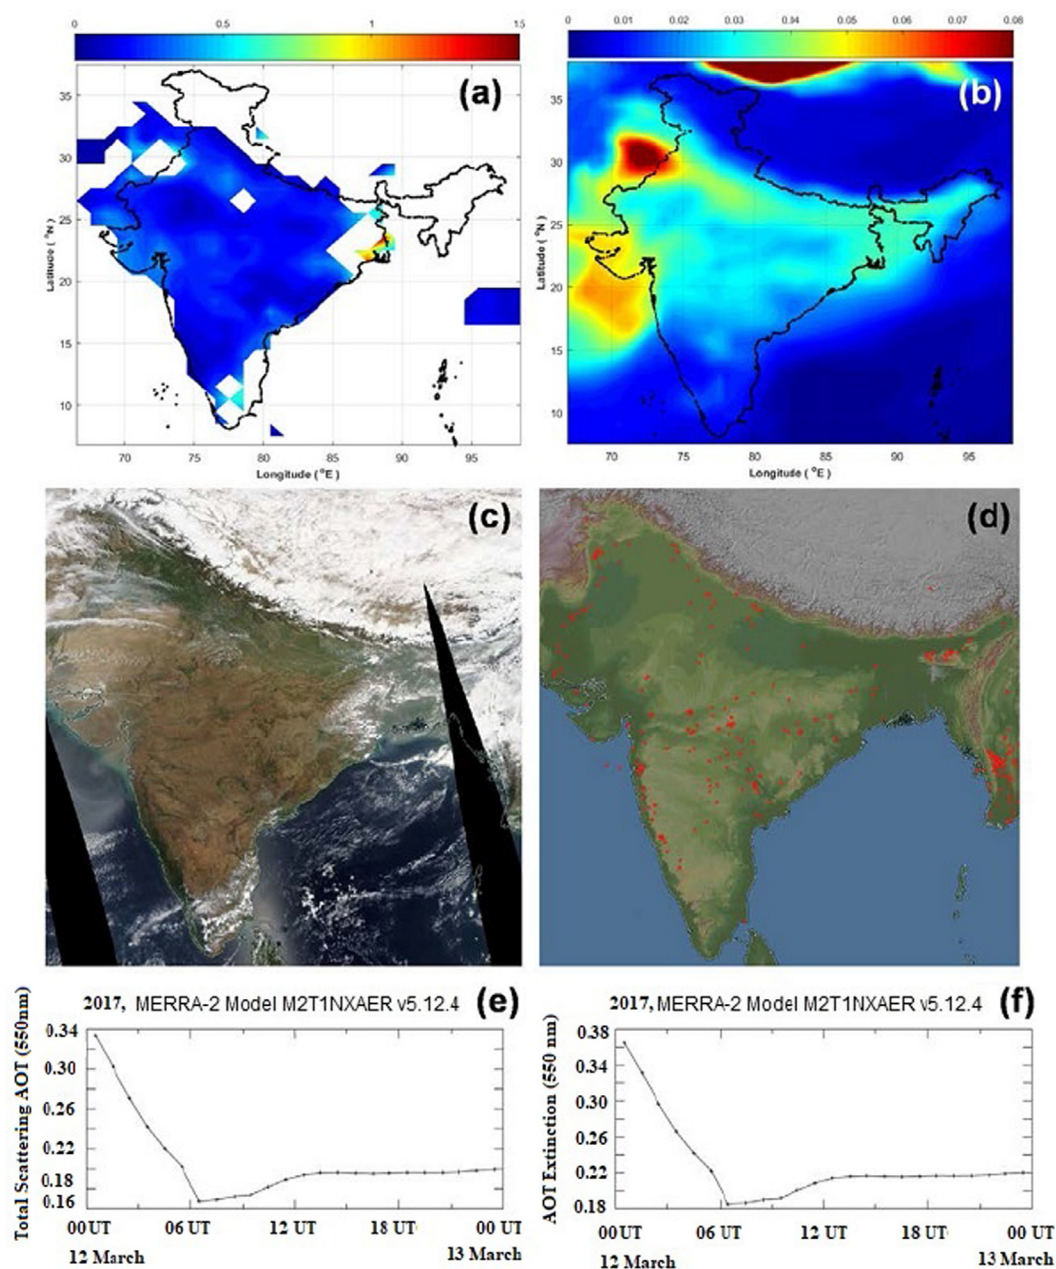 0 0.5 1 1.5
0 0.01 0.02 0.03 0.04 0.05 0.06 0.07 0.08
(a)
35
30
25
20
15
10
Latitude ( °N)
70 75 80 85 90 95
Longitude ( °E )
(b)
35
30
25
20
15
10
Latitude ( °N)
70 75 80 85 90 95
Longitude ( °E )
(c)
(d)
2017, MERRA-2 Model M2T1NXAER v5.12.4 (e)
Total Scattering AOT (550nm)
0.34
0.30
0.26
0.22
0.18
0.16
00 UT 06 UT 12 UT 18 UT 00 UT
12 March 13 March
2017, MERRA-2 Model M2T1NXAER v5.12.4 (f)
AOT Extinction (550 nm)
0.38
0.34
0.30
0.26
0.22
0.18
00 UT 06 UT 12 UT 18 UT 00 UT
12 March 13 March